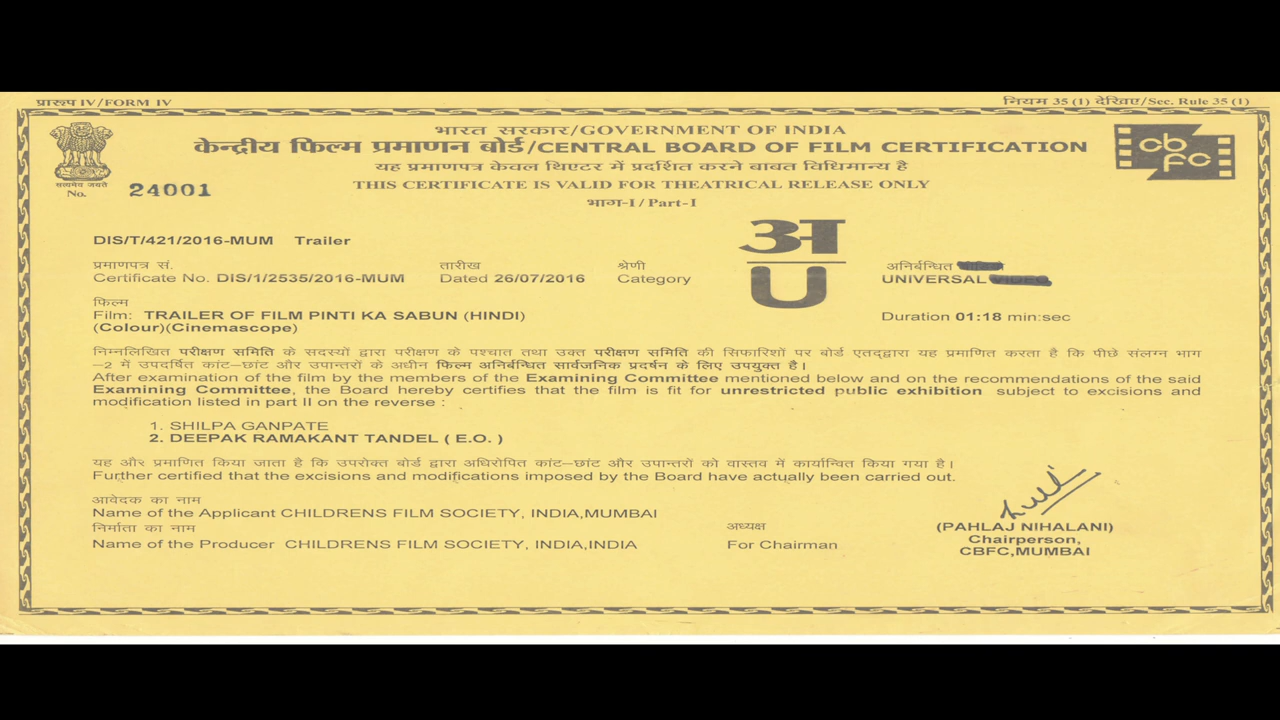 प्रारूप IV/FORM IV
नियम 35 (1) देखिए/Sec. Rule 35 (1)
भारत सरकार/GOVERNMENT OF INDIA
केन्द्रीय फिल्म प्रमाणन बोर्ड/CENTRAL BOARD OF FILM CERTIFICATION
cb
fc
यह प्रमाणपत्र केवल थिएटर में प्रदर्शित करने बाबत विधिमान्य है
सत्यमेव जयते
THIS CERTIFICATE IS VALID FOR THEATRICAL RELEASE ONLY
No. 24001
भाग-I/Part-I
अ
U
DIS/T/421/2016-MUM Trailer
प्रमाणपत्र सं. तारीख श्रेणी अनिर्बन्धित
Certificate No. DIS/1/2535/2016-MUM Dated 26/07/2016 Category UNIVERSAL
फिल्म
Film: TRAILER OF FILM PINTI KA SABUN (HINDI) Duration 01:18 min:sec
(Colour)(Cinemascope)
निम्नलिखित परीक्षण समिति के सदस्यों द्वारा परीक्षण के पश्चात तथा उक्त परीक्षण समिति की सिफारिशों पर बोर्ड एतद्द्वारा यह प्रमाणित करता है कि पीछे संलग्न भाग
-2 में उपदर्षित कांट-छांट और उपान्तरों के अधीन फिल्म अनिर्बन्धित सार्वजनिक प्रदर्षन के लिए उपयुक्त है।
After examination of the film by the members of the Examining Committee mentioned below and on the recommendations of the said
Examining Committee, the Board hereby certifies that the film is fit for unrestricted public exhibition subject to excisions and
modification listed in part II on the reverse :
1. SHILPA GANPATE
2. DEEPAK RAMAKANT TANDEL ( E.O. )
यह और प्रमाणित किया जाता है कि उपरोक्त बोर्ड द्वारा अधिरोपित कांट-छांट और उपान्तरों को वास्तव में कार्यान्वित किया गया है।
Further certified that the excisions and modifications imposed by the Board have actually been carried out.
आवेदक का नाम
Name of the Applicant CHILDRENS FILM SOCIETY, INDIA,MUMBAI
निर्माता का नाम अध्यक्ष (PAHLAJ NIHALANI)
Chairperson,
Name of the Producer CHILDRENS FILM SOCIETY, INDIA,INDIA For Chairman
CBFC,MUMBAI